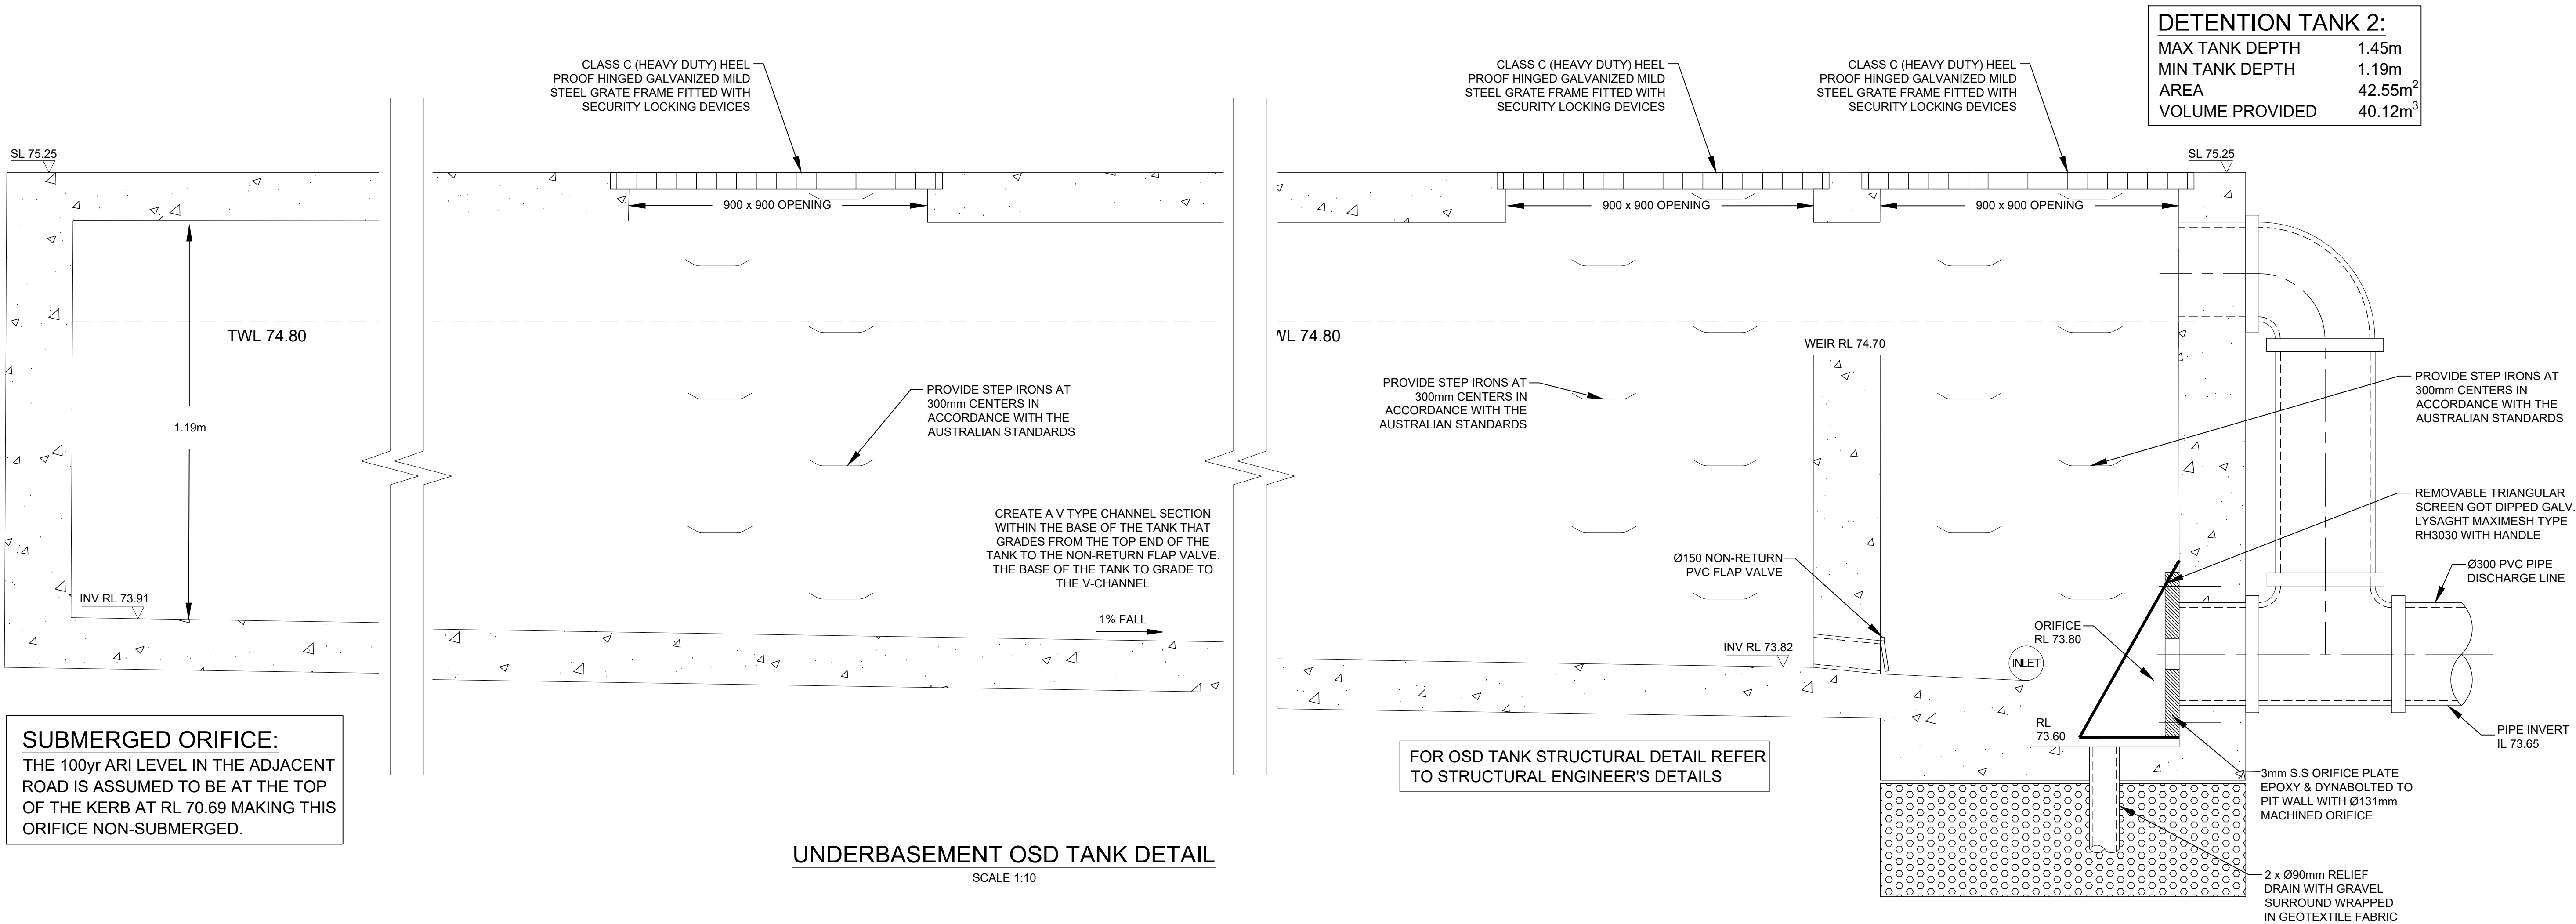 DETENTION TANK 2:
MAX TANK DEPTH 1.45m
MIN TANK DEPTH 1.19m
AREA 42.55m²
VOLUME PROVIDED 40.12m³
CLASS C (HEAVY DUTY) HEEL
PROOF HINGED GALVANIZED MILD
STEEL GRATE FRAME FITTED WITH
SECURITY LOCKING DEVICES
CLASS C (HEAVY DUTY) HEEL
PROOF HINGED GALVANIZED MILD
STEEL GRATE FRAME FITTED WITH
SECURITY LOCKING DEVICES
CLASS C (HEAVY DUTY) HEEL
PROOF HINGED GALVANIZED MILD
STEEL GRATE FRAME FITTED WITH
SECURITY LOCKING DEVICES
SL 75.25
SL 75.25
900 x 900 OPENING
900 x 900 OPENING
900 x 900 OPENING
TWL 74.80
WL 74.80
WEIR RL 74.70
1.19m
PROVIDE STEP IRONS AT
300mm CENTERS IN
ACCORDANCE WITH THE
AUSTRALIAN STANDARDS
PROVIDE STEP IRONS AT
300mm CENTERS IN
ACCORDANCE WITH THE
AUSTRALIAN STANDARDS
PROVIDE STEP IRONS AT
300mm CENTERS IN
ACCORDANCE WITH THE
AUSTRALIAN STANDARDS
REMOVABLE TRIANGULAR
SCREEN GOT DIPPED GALV.
LYSAGHT MAXIMESH TYPE
RH3030 WITH HANDLE
CREATE A V TYPE CHANNEL SECTION
WITHIN THE BASE OF THE TANK THAT
GRADES FROM THE TOP END OF THE
TANK TO THE NON-RETURN FLAP VALVE.
THE BASE OF THE TANK TO GRADE TO
THE V-CHANNEL
Ø150 NON-RETURN
PVC FLAP VALVE
Ø300 PVC PIPE
DISCHARGE LINE
INV RL 73.91
1% FALL
ORIFICE
RL 73.80
INV RL 73.82
INLET
RL
73.60
PIPE INVERT
IL 73.65
SUBMERGED ORIFICE:
THE 100yr ARI LEVEL IN THE ADJACENT
ROAD IS ASSUMED TO BE AT THE TOP
OF THE KERB AT RL 70.69 MAKING THIS
ORIFICE NON-SUBMERGED.
FOR OSD TANK STRUCTURAL DETAIL REFER
TO STRUCTURAL ENGINEER'S DETAILS
3mm S.S ORIFICE PLATE
EPOXY & DYNABOLTED TO
PIT WALL WITH Ø131mm
MACHINED ORIFICE
UNDERBASEMENT OSD TANK DETAIL
SCALE 1:10
2 x Ø90mm RELIEF
DRAIN WITH GRAVEL
SURROUND WRAPPED
IN GEOTEXTILE FABRIC